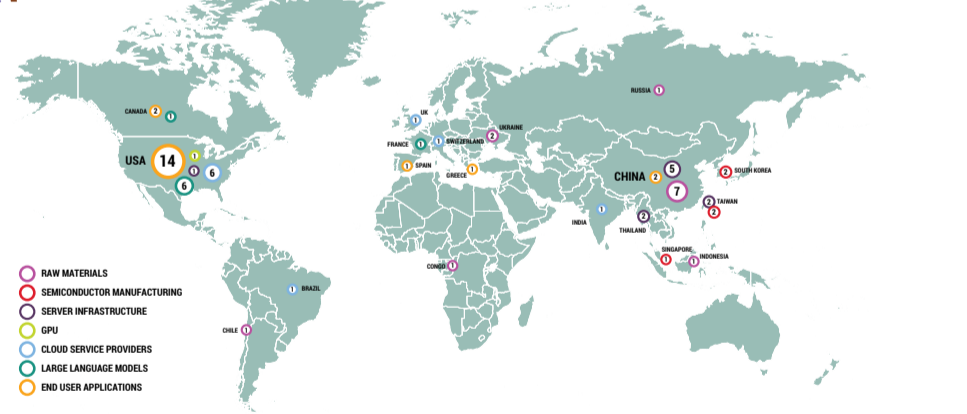 RUSSIA 1
CANADA 2 1
UK
1
UKRAINE
2
FRANCE 1
1 SWITZERLAND
USA 14 1
1 6
6
1 SPAIN
1
GREECE
CHINA 2 5
7
2 SOUTH KOREA
2 TAIWAN
2
INDIA 1
2
THAILAND
SINGAPORE
1
1 INDONESIA
CONGO 1
1 BRAZIL
CHILE 1
RAW MATERIALS
SEMICONDUCTOR MANUFACTURING
SERVER INFRASTRUCTURE
GPU
CLOUD SERVICE PROVIDERS
LARGE LANGUAGE MODELS
END USER APPLICATIONS